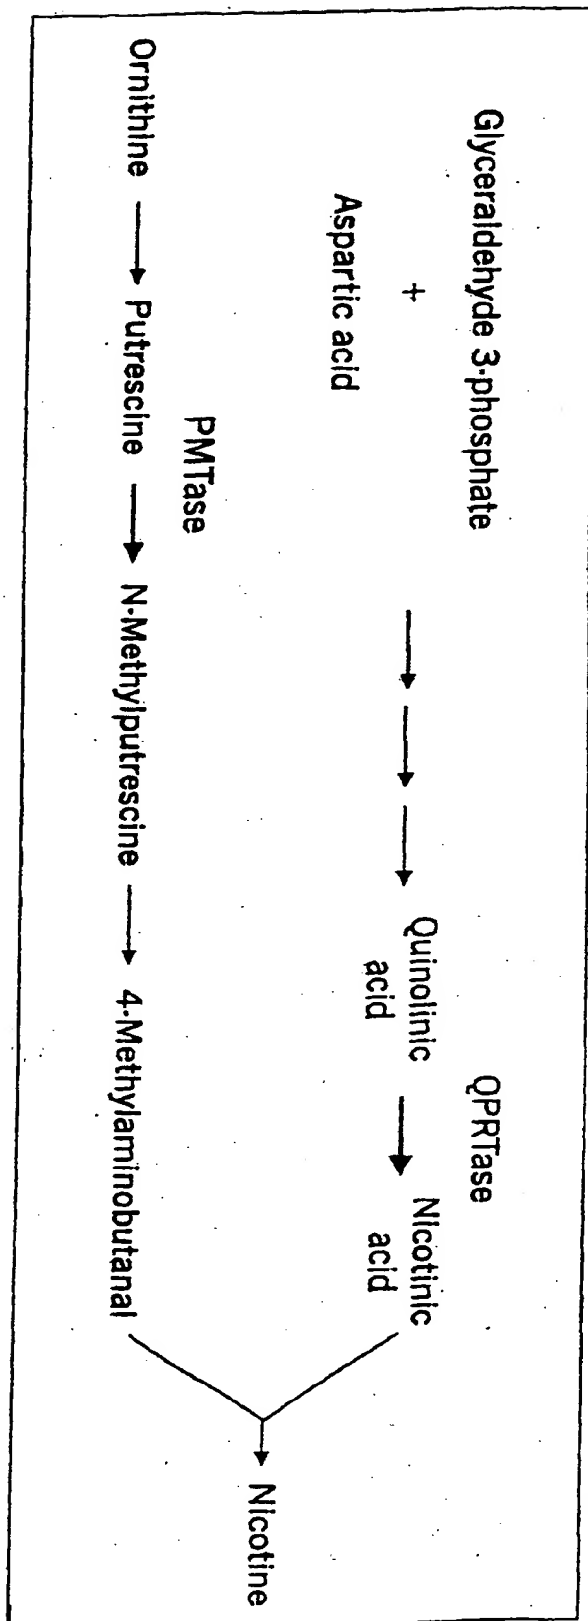 Glyceraldehyde 3-phosphate
+
Aspartic acid
Quinolinic
acid
QPRTase
Nicotinic
acid
PMTase
Ornithine → Putrescine → N-Methylputrescine → 4-Methylaminobutanal
Nicotine